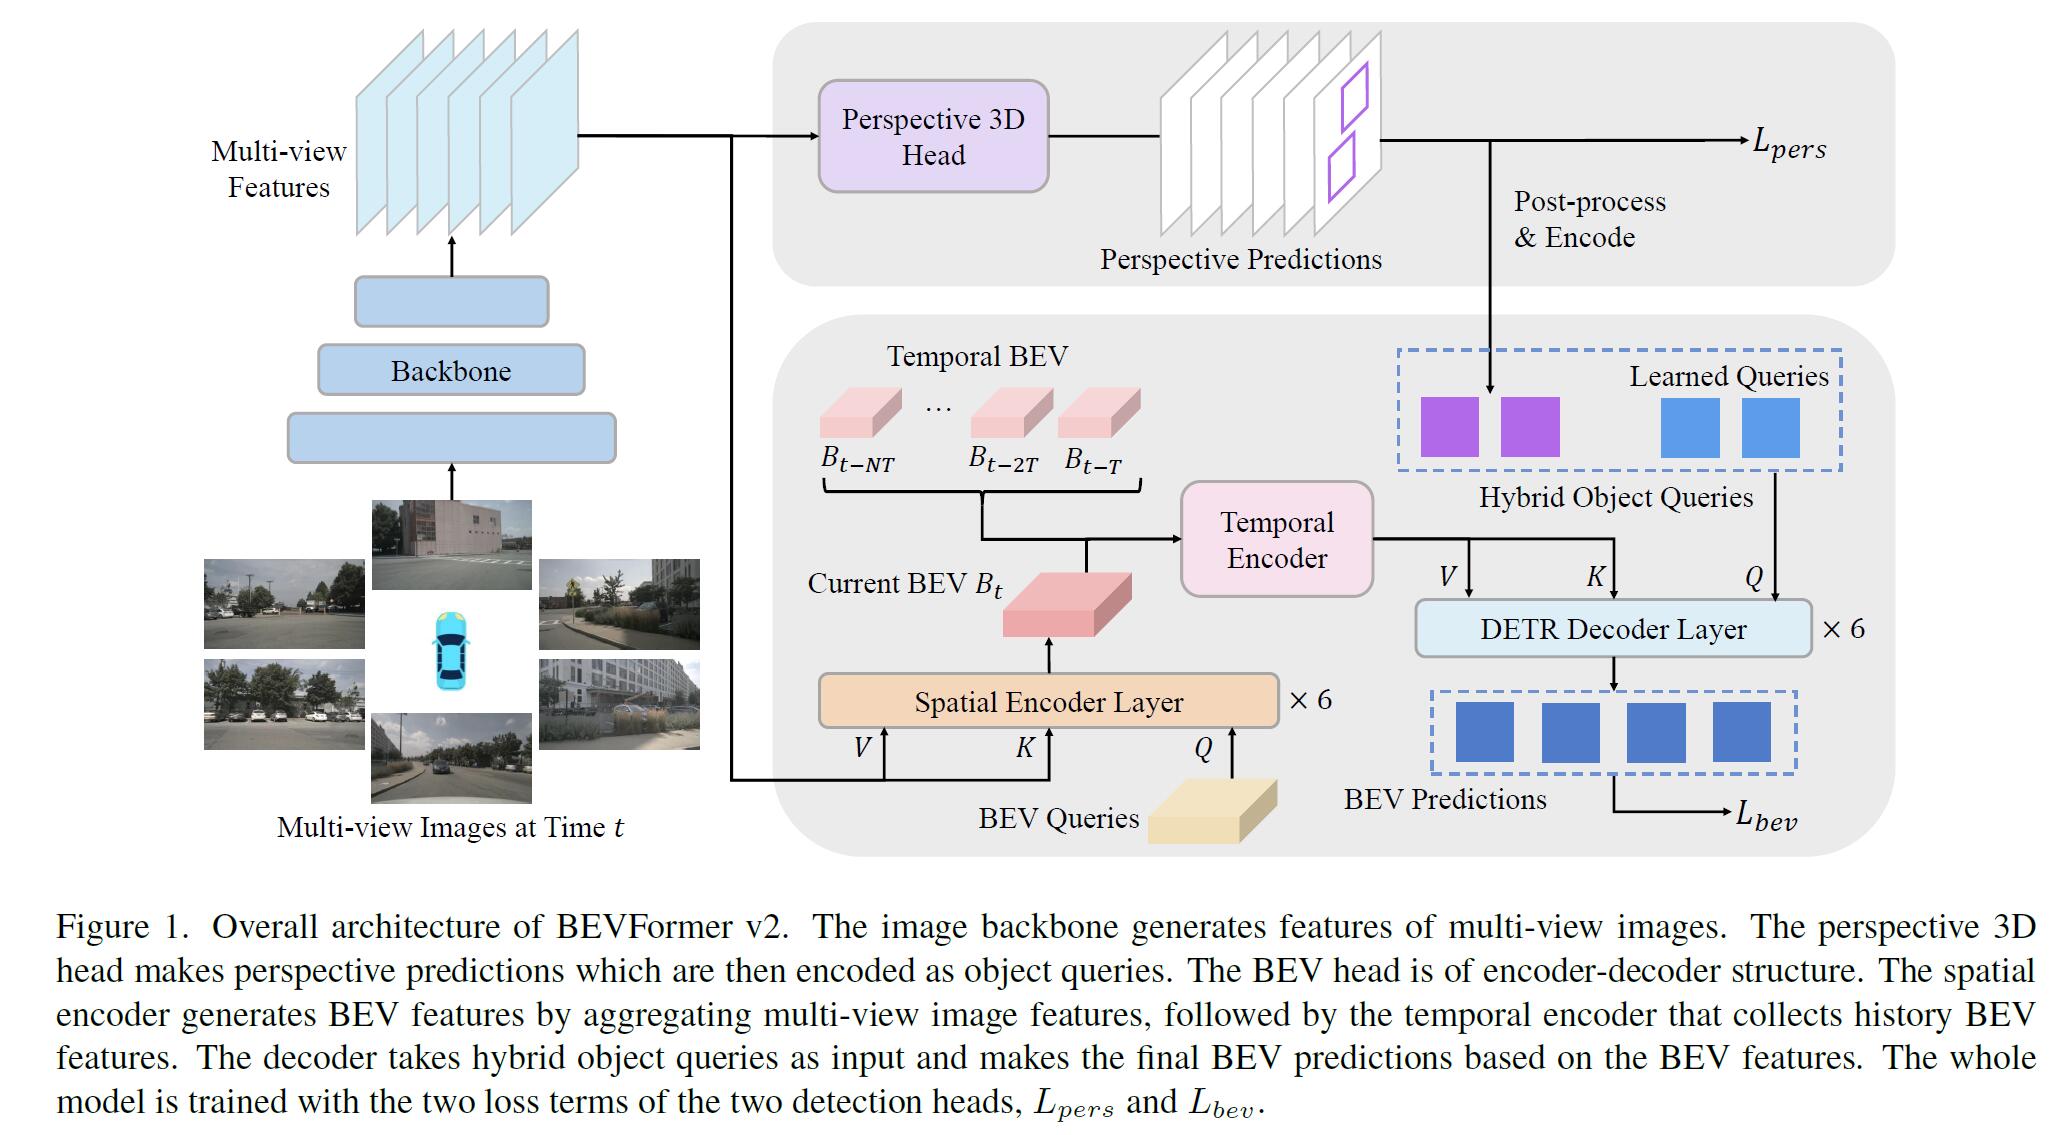 Multi-view
Features
Perspective 3D
Head
Perspective Predictions
L_{pers}
Post-process
& Encode
Backbone
Multi-view Images at Time t
Temporal BEV
...
B_{t-NT}
B_{t-2T}
B_{t-T}
Current BEV B_t
Temporal
Encoder
Spatial Encoder Layer
× 6
V
K
Q
BEV Queries
Learned Queries
Hybrid Object Queries
V
K
Q
DETR Decoder Layer
× 6
BEV Predictions
L_{bev}
Figure 1. Overall architecture of BEVFormer v2. The image backbone generates features of multi-view images. The perspective 3D
head makes perspective predictions which are then encoded as object queries. The BEV head is of encoder-decoder structure. The spatial
encoder generates BEV features by aggregating multi-view image features, followed by the temporal encoder that collects history BEV
features. The decoder takes hybrid object queries as input and makes the final BEV predictions based on the BEV features. The whole
model is trained with the two loss terms of the two detection heads, L_{pers} and L_{bev}.